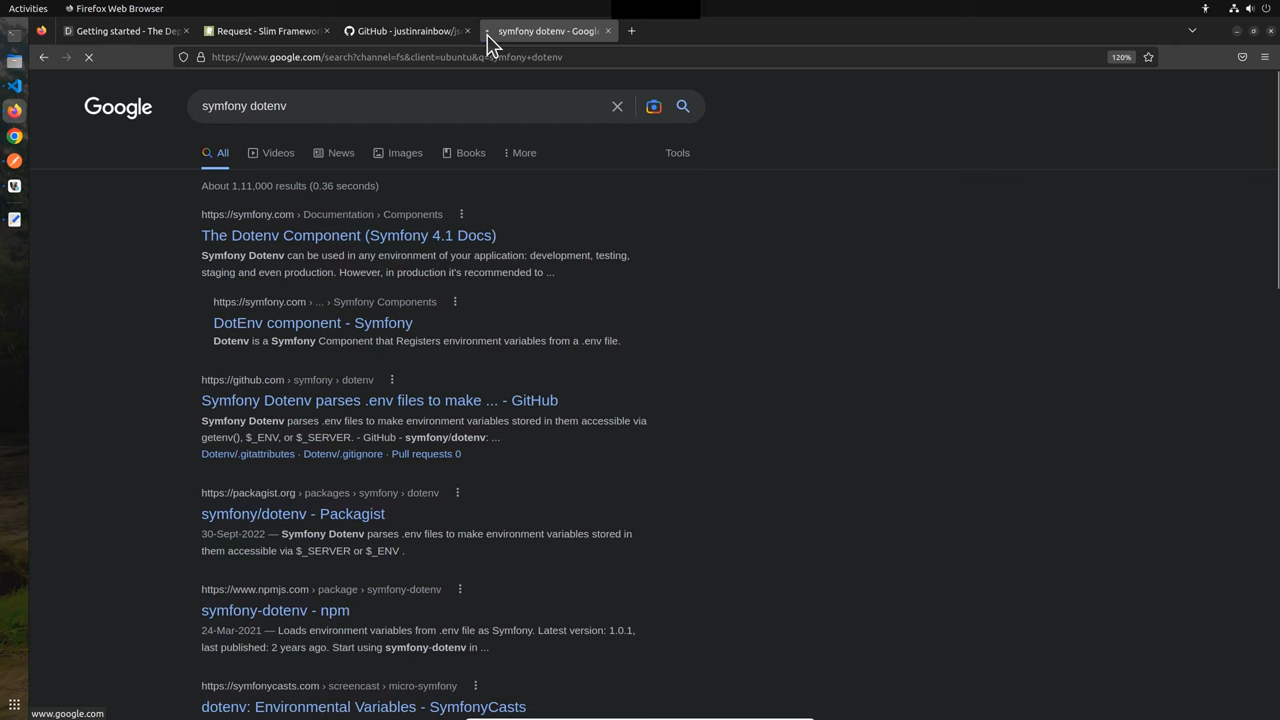 Activities
Firefox Web Browser
Getting started - The Dep
Request - Slim Framewor
GitHub - justinrainbow/js
symfony dotenv - Google
https://www.google.com/search?channel=fs&client=ubuntu&q=symfony+dotenv
120%
Google
symfony dotenv
All
Videos
News
Images
Books
More
Tools
About 1,11,000 results (0.36 seconds)
https://symfony.com › Documentation › Components
The Dotenv Component (Symfony 4.1 Docs)
Symfony Dotenv can be used in any environment of your application: development, testing,
staging and even production. However, in production it's recommended to ...
https://symfony.com › ... › Symfony Components
DotEnv component - Symfony
Dotenv is a Symfony Component that Registers environment variables from a .env file.
https://github.com › symfony › dotenv
Symfony Dotenv parses .env files to make ... - GitHub
Symfony Dotenv parses .env files to make environment variables stored in them accessible via
getenv(), $_ENV, or $_SERVER. - GitHub - symfony/dotenv: ...
Dotenv/.gitattributes · Dotenv/.gitignore · Pull requests 0
https://packagist.org › packages › symfony › dotenv
symfony/dotenv - Packagist
30-Sept-2022 — Symfony Dotenv parses .env files to make environment variables stored in
them accessible via $_SERVER or $_ENV .
https://www.npmjs.com › package › symfony-dotenv
symfony-dotenv - npm
24-Mar-2021 — Loads environment variables from .env file as Symfony. Latest version: 1.0.1,
last published: 2 years ago. Start using symfony-dotenv in ...
https://symfonycasts.com › screencast › micro-symfony
dotenv: Environmental Variables - SymfonyCasts
www.google.com